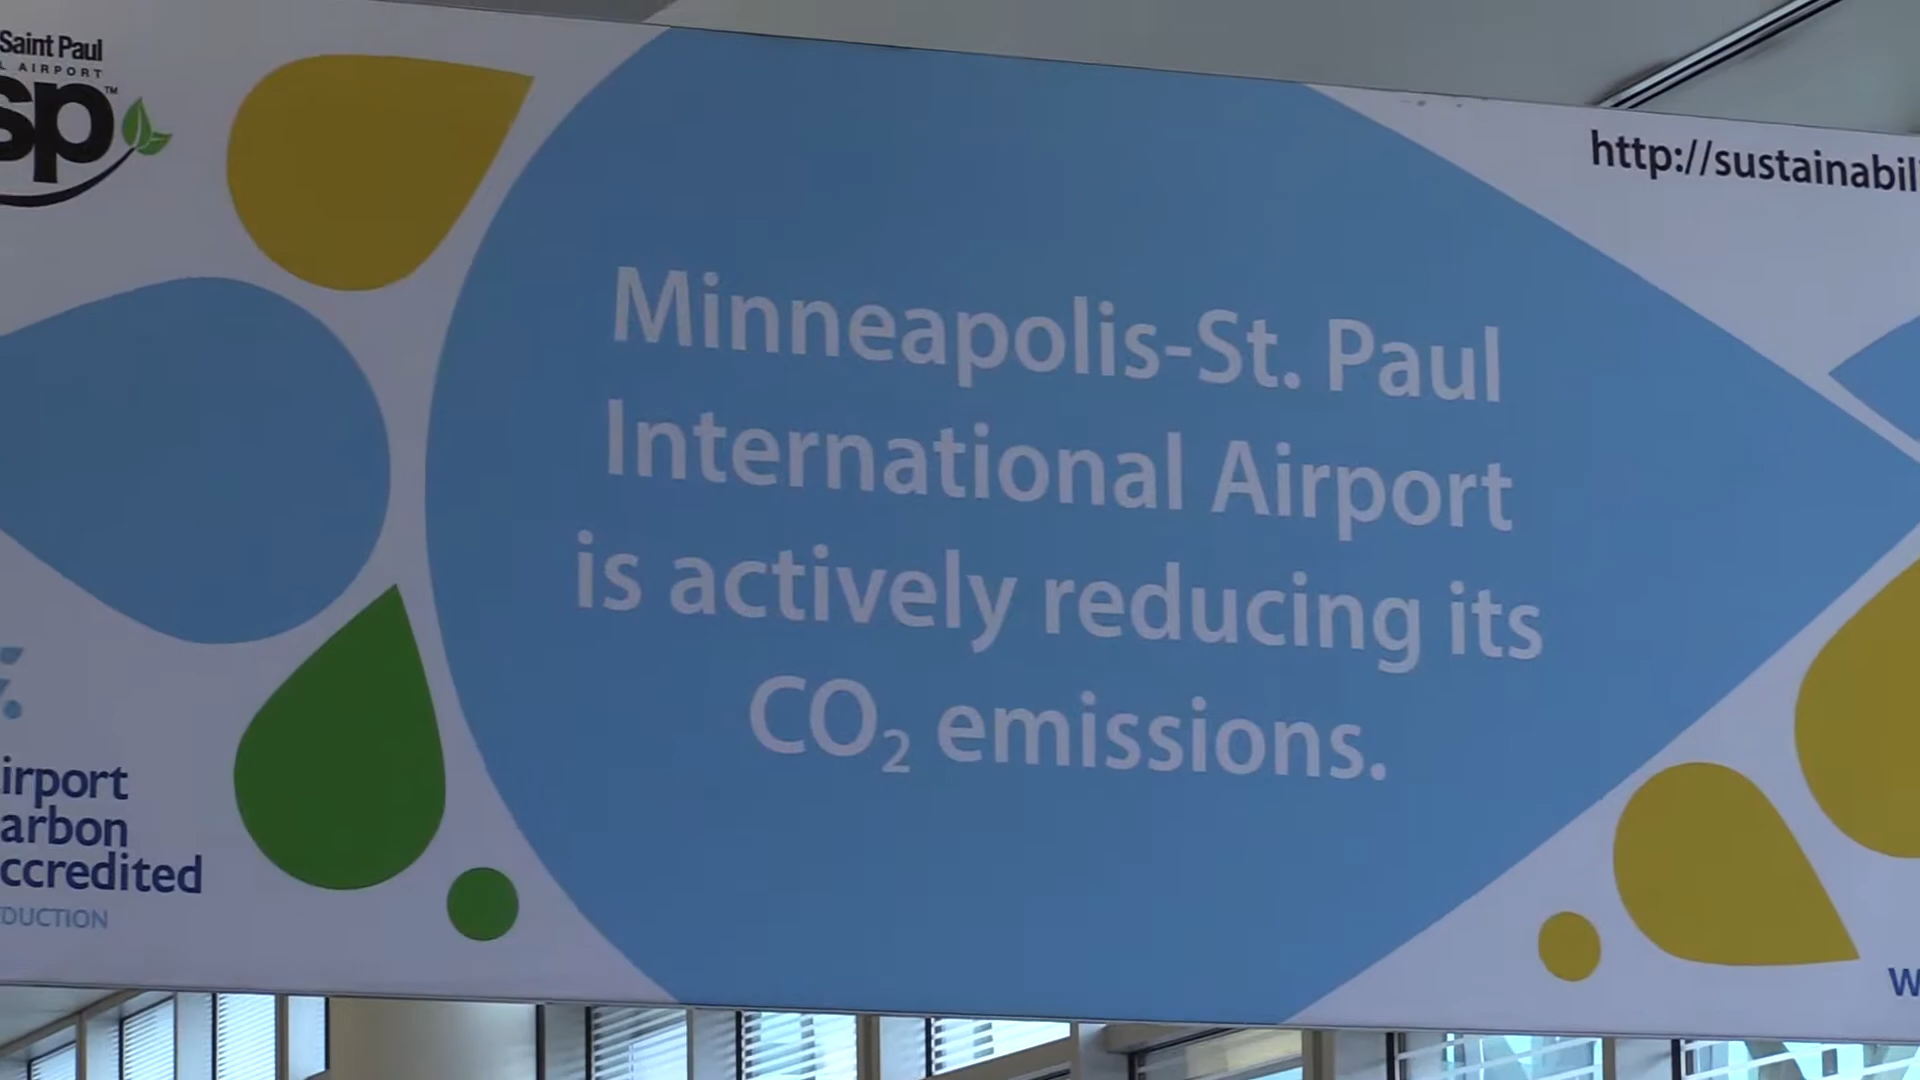 Saint Paul
L AIRPORT
sp™
http://sustainabil
Minneapolis-St. Paul
International Airport
is actively reducing its
CO₂ emissions.
irport
arbon
ccredited
DUCTION
W